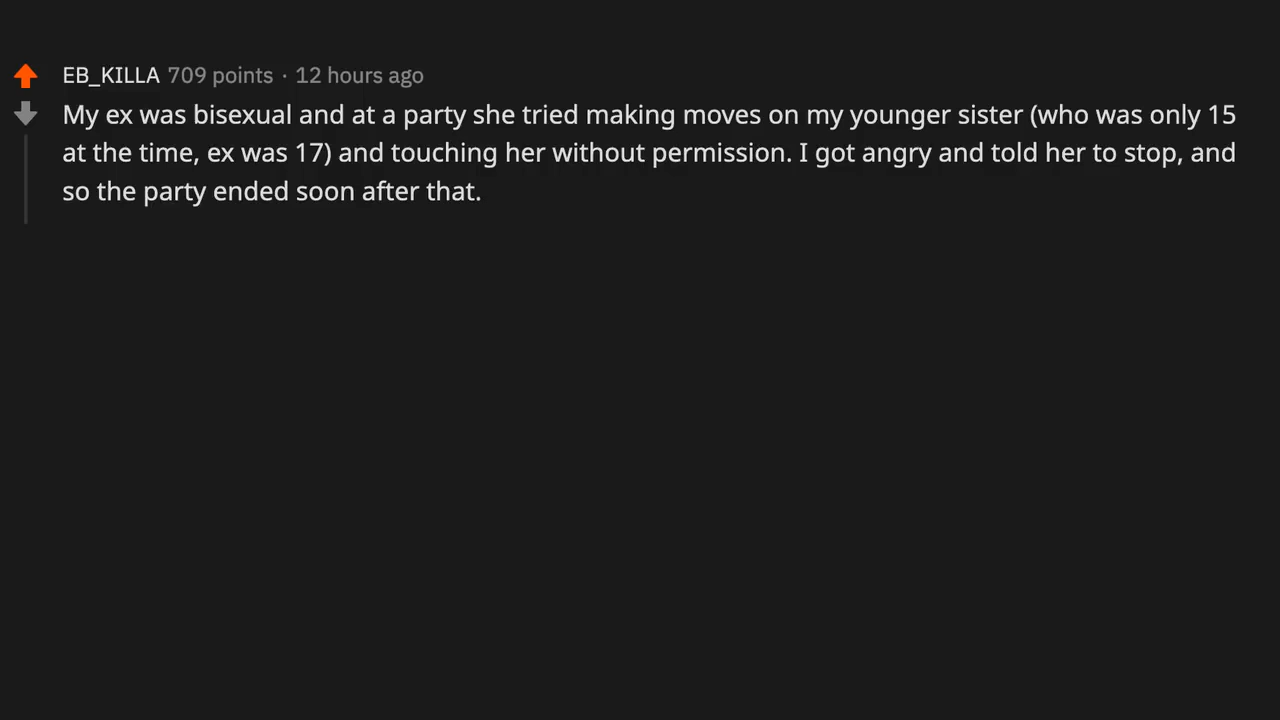 EB_KILLA 709 points · 12 hours ago
My ex was bisexual and at a party she tried making moves on my younger sister (who was only 15
at the time, ex was 17) and touching her without permission. I got angry and told her to stop, and
so the party ended soon after that.